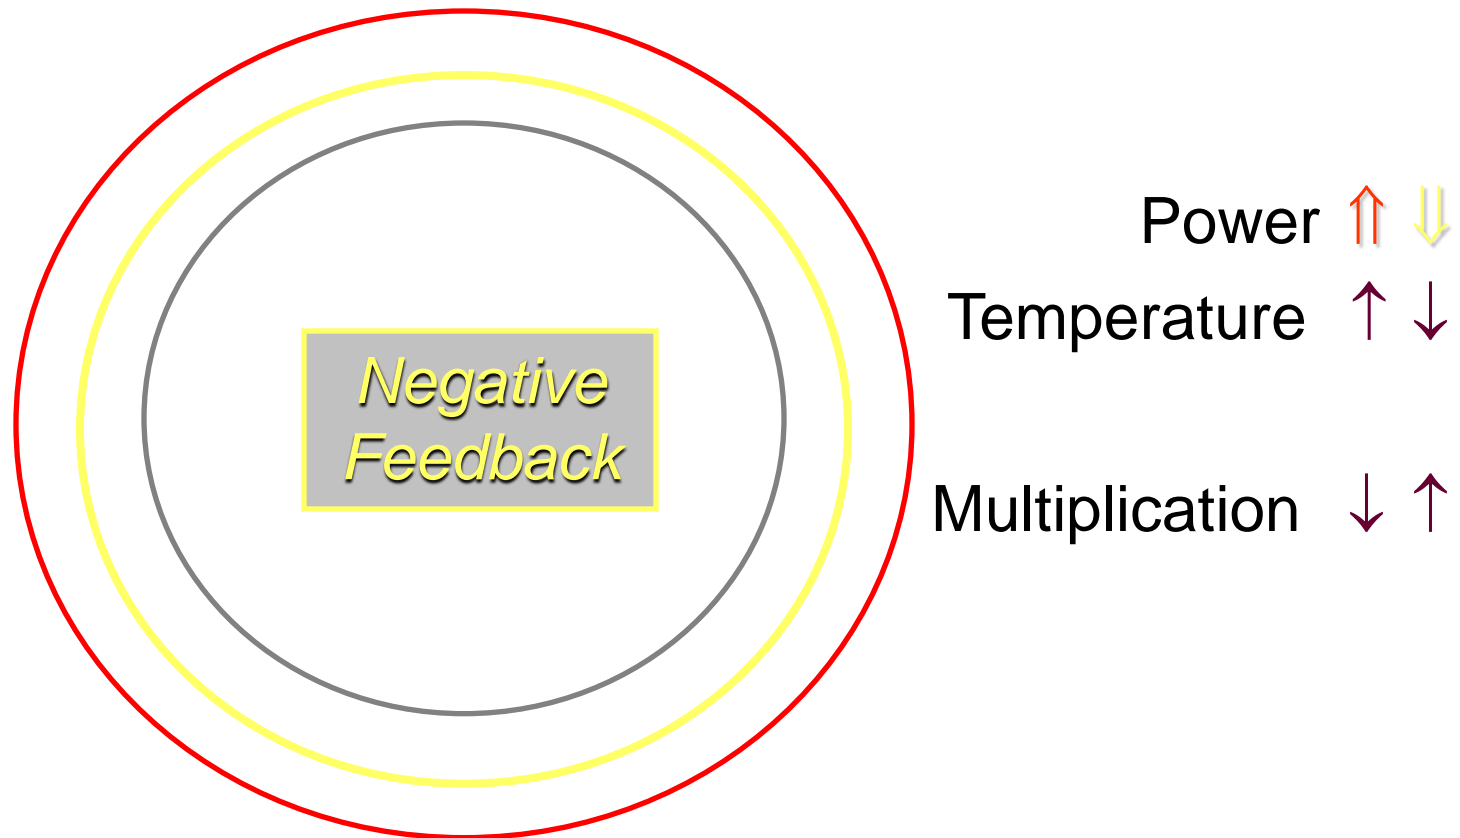 Negative
Feedback
Power ⇑ ⇓
Temperature ↑ ↓
Multiplication ↓ ↑